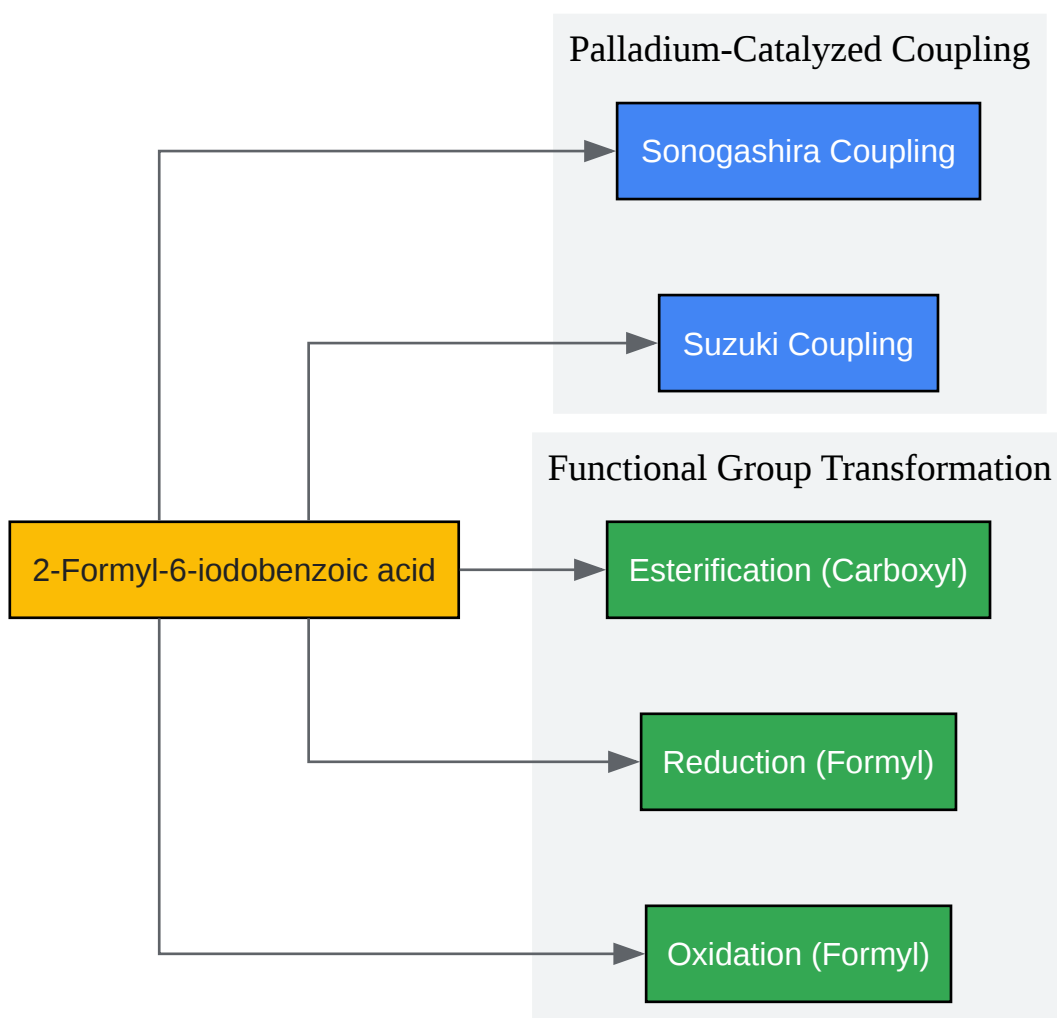 Palladium-Catalyzed Coupling
Sonogashira Coupling
Suzuki Coupling
Functional Group Transformation
2-Formyl-6-iodobenzoic acid
Esterification (Carboxyl)
Reduction (Formyl)
Oxidation (Formyl)